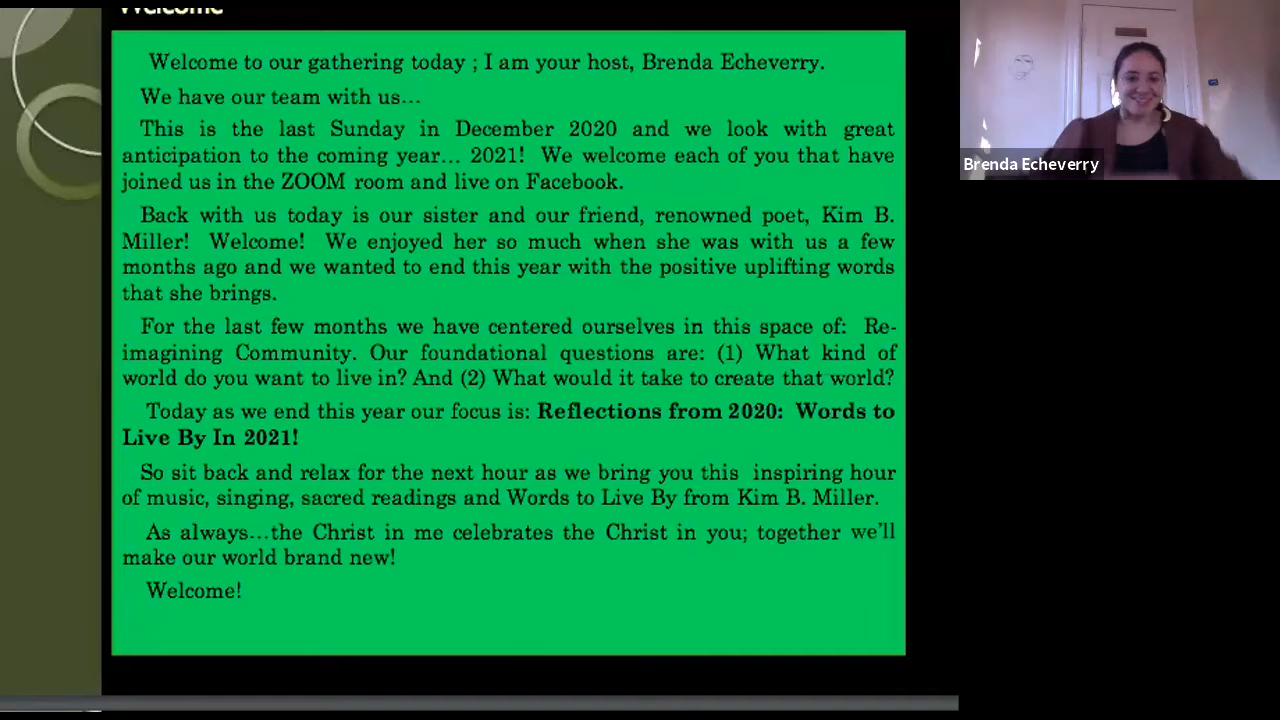 Welcome
Welcome to our gathering today ; I am your host, Brenda Echeverry.
We have our team with us...
This is the last Sunday in December 2020 and we look with great
anticipation to the coming year... 2021! We welcome each of you that have
joined us in the ZOOM room and live on Facebook.
Back with us today is our sister and our friend, renowned poet, Kim B.
Miller! Welcome! We enjoyed her so much when she was with us a few
months ago and we wanted to end this year with the positive uplifting words
that she brings.
For the last few months we have centered ourselves in this space of: Re-
imagining Community. Our foundational questions are: (1) What kind of
world do you want to live in? And (2) What would it take to create that world?
Today as we end this year our focus is: Reflections from 2020: Words to
Live By In 2021!
So sit back and relax for the next hour as we bring you this inspiring hour
of music, singing, sacred readings and Words to Live By from Kim B. Miller.
As always...the Christ in me celebrates the Christ in you; together we'll
make our world brand new!
Welcome!
Brenda Echeverry